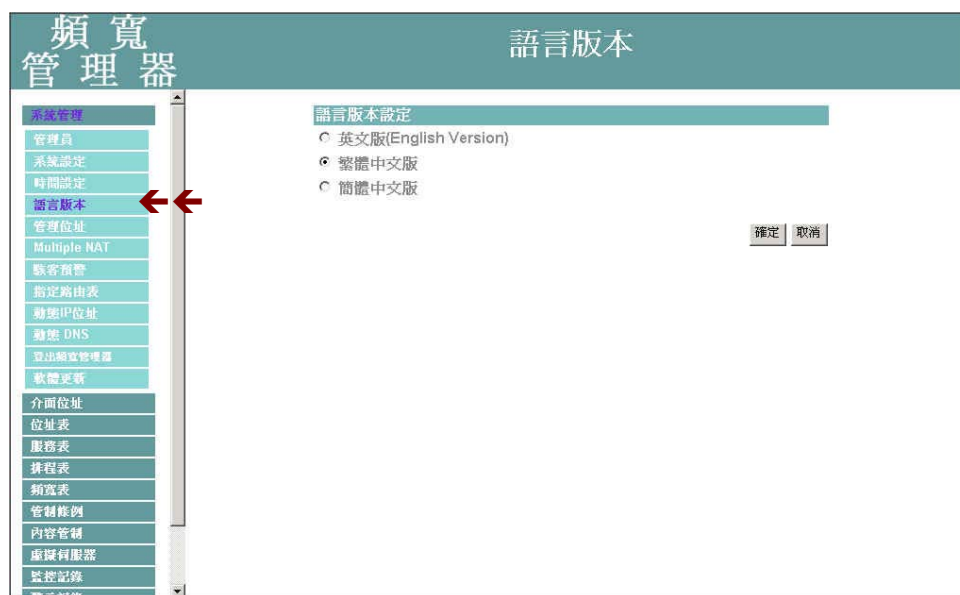 頻 寬
管 理 器
語言版本
系統管理
管理員
系統設定
時間設定
語言版本
管理位址
Multiple NAT
駭客預警
指定路由表
動態IP位址
動態 DNS
登出頻寬管理器
軟體更新
介面位址
位址表
服務表
排程表
頻寬表
管制條例
內容管制
虛擬伺服器
監控記錄
語言版本設定
英文版(English Version)
繁體中文版
簡體中文版
確定 取消